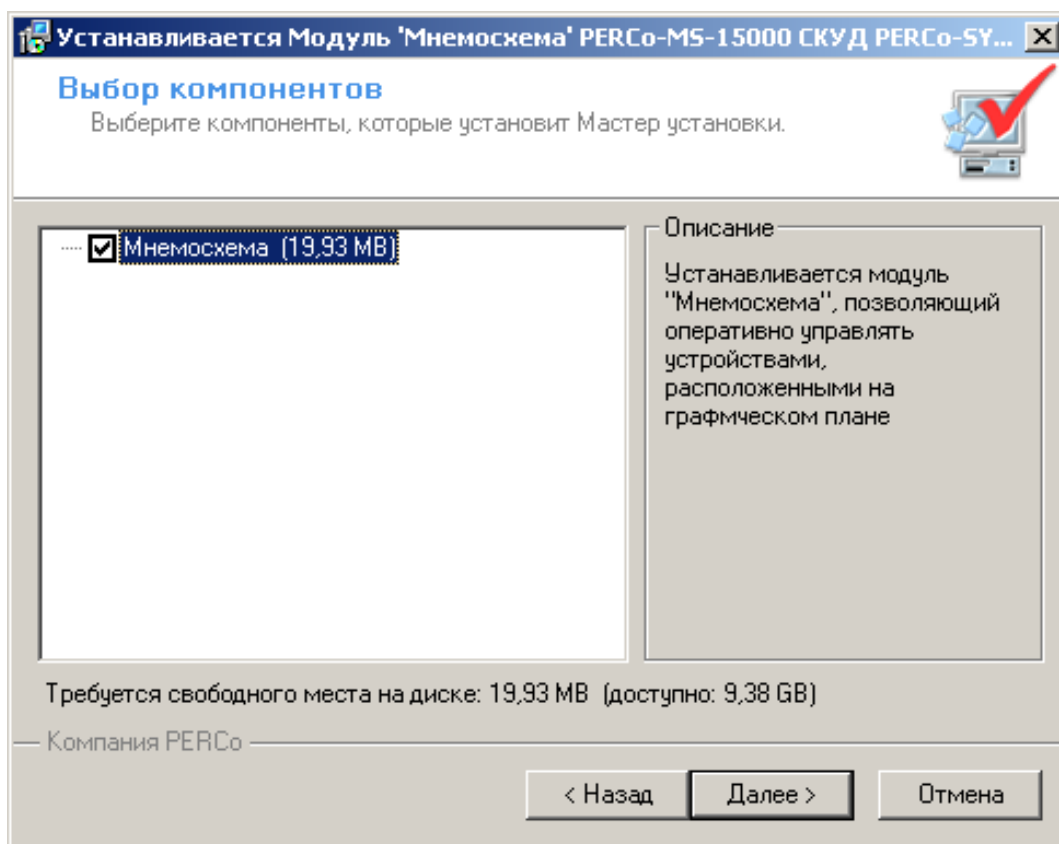 Устанавливается Модуль 'Мнемосхема' PERCo-MS-15000 СКУД PERCo-SY...
Выбор компонентов
Выберите компоненты, которые установит Мастер установки.
Мнемосхема (19,93 MB)
Описание
Устанавливается модуль
"Мнемосхема", позволяющий
оперативно управлять
устройствами,
расположенными на
графмческом плане
Требуется свободного места на диске: 19,93 MB (доступно: 9,38 GB)
Компания PERCo
< Назад
Далее >
Отмена